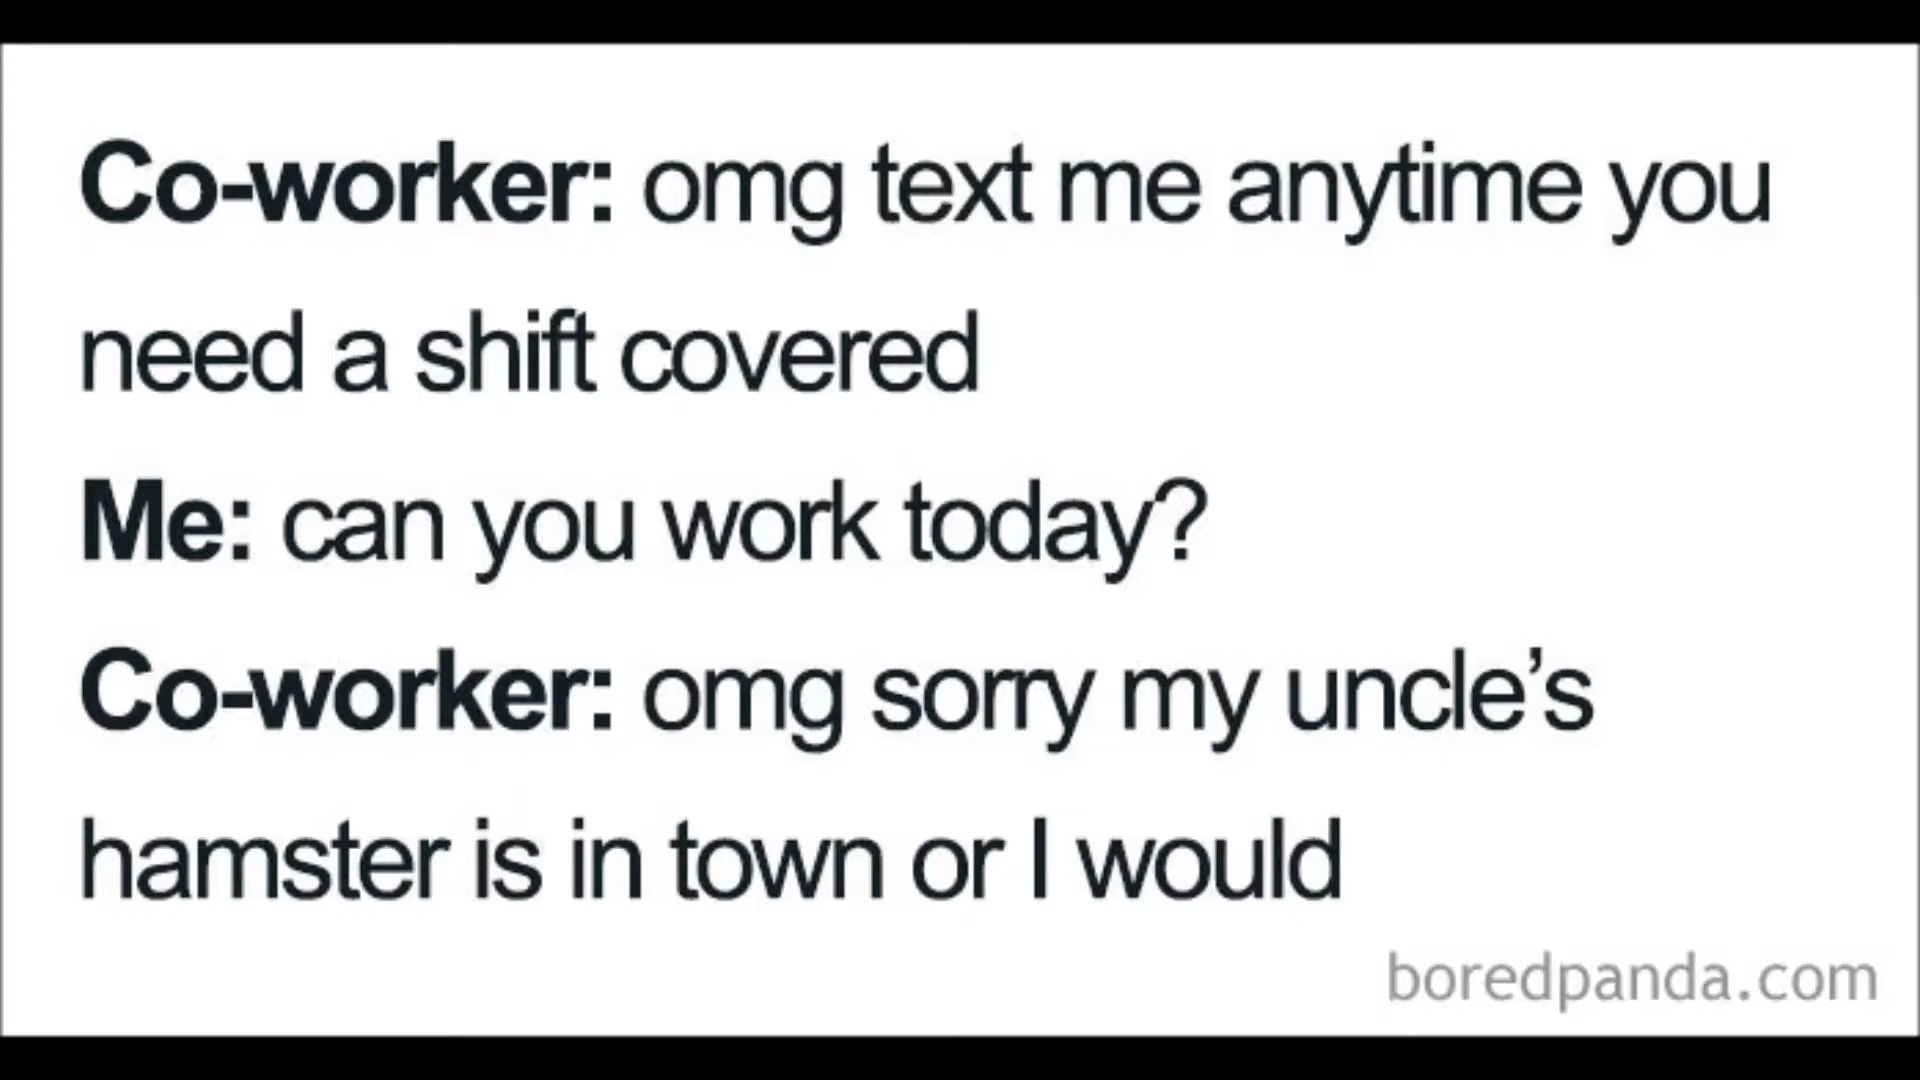 Co-worker: omg text me anytime you
need a shift covered
Me: can you work today?
Co-worker: omg sorry my uncle’s
hamster is in town or I would
boredpanda.com